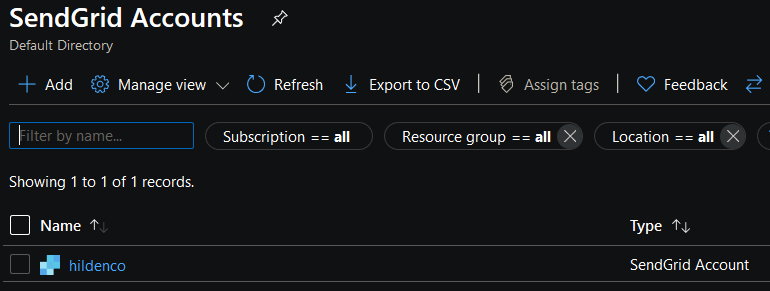 SendGrid Accounts
Default Directory
Add Manage view Refresh Export to CSV Assign tags Feedback
Filter by name... Subscription == all Resource group == all Location == all
Showing 1 to 1 of 1 records.
Name ↑↓ Type ↑↓
hildenco SendGrid Account